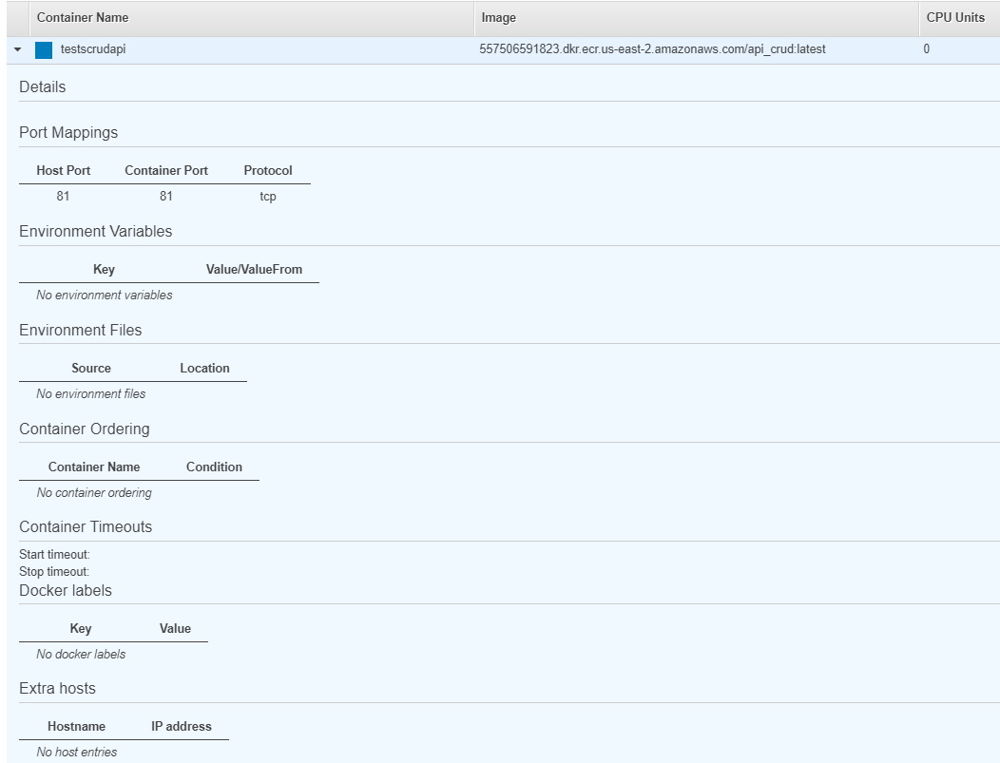 Container Name Image CPU Units
testscrudapi 557506591823.dkr.ecr.us-east-2.amazonaws.com/api_crud:latest 0
Details
Port Mappings
Host Port Container Port Protocol
81 81 tcp
Environment Variables
Key Value/ValueFrom
No environment variables
Environment Files
Source Location
No environment files
Container Ordering
Container Name Condition
No container ordering
Container Timeouts
Start timeout:
Stop timeout:
Docker labels
Key Value
No docker labels
Extra hosts
Hostname IP address
No host entries